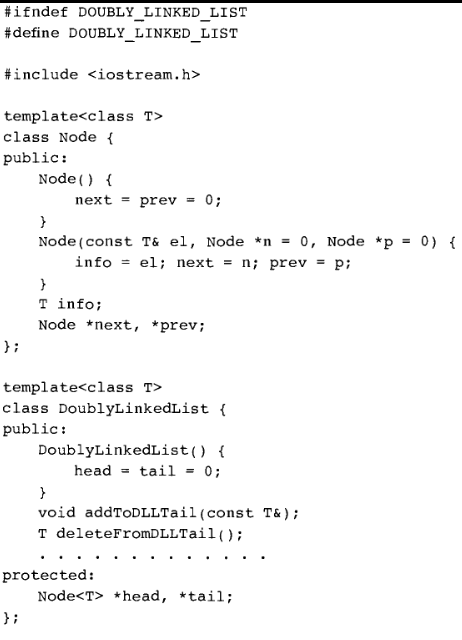 #ifndef DOUBLY_LINKED_LIST
#define DOUBLY_LINKED_LIST

#include <iostream.h>

template<class T>
class Node {
public:
    Node() {
        next = prev = 0;
    }
    Node(const T& el, Node *n = 0, Node *p = 0) {
        info = el; next = n; prev = p;
    }
    T info;
    Node *next, *prev;
};

template<class T>
class DoublyLinkedList {
public:
    DoublyLinkedList() {
        head = tail = 0;
    }
    void addToDLLTail(const T&);
    T deleteFromDLLTail();
    . . . . . . . . . . . . .
protected:
    Node<T> *head, *tail;
};